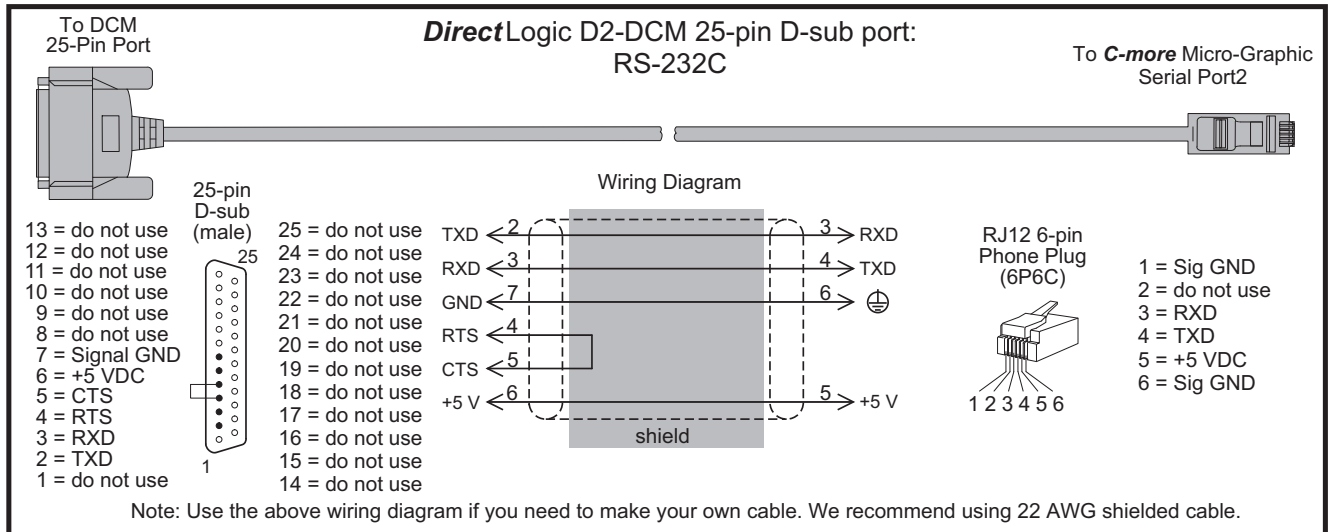 To DCM
25-Pin Port
DirectLogic D2-DCM 25-pin D-sub port:
RS-232C
To C-more Micro-Graphic
Serial Port2
Wiring Diagram
25-pin
D-sub
(male)
25
1
13 = do not use
12 = do not use
11 = do not use
10 = do not use
9 = do not use
8 = do not use
7 = Signal GND
6 = +5 VDC
5 = CTS
4 = RTS
3 = RXD
2 = TXD
1 = do not use
25 = do not use
24 = do not use
23 = do not use
22 = do not use
21 = do not use
20 = do not use
19 = do not use
18 = do not use
17 = do not use
16 = do not use
15 = do not use
14 = do not use
TXD 2 3 RXD
RXD 3 4 TXD
GND 7 6
RTS 4
CTS 5
+5 V 6 5 +5 V
shield
RJ12 6-pin
Phone Plug
(6P6C)
1 2 3 4 5 6
1 = Sig GND
2 = do not use
3 = RXD
4 = TXD
5 = +5 VDC
6 = Sig GND
Note: Use the above wiring diagram if you need to make your own cable. We recommend using 22 AWG shielded cable.